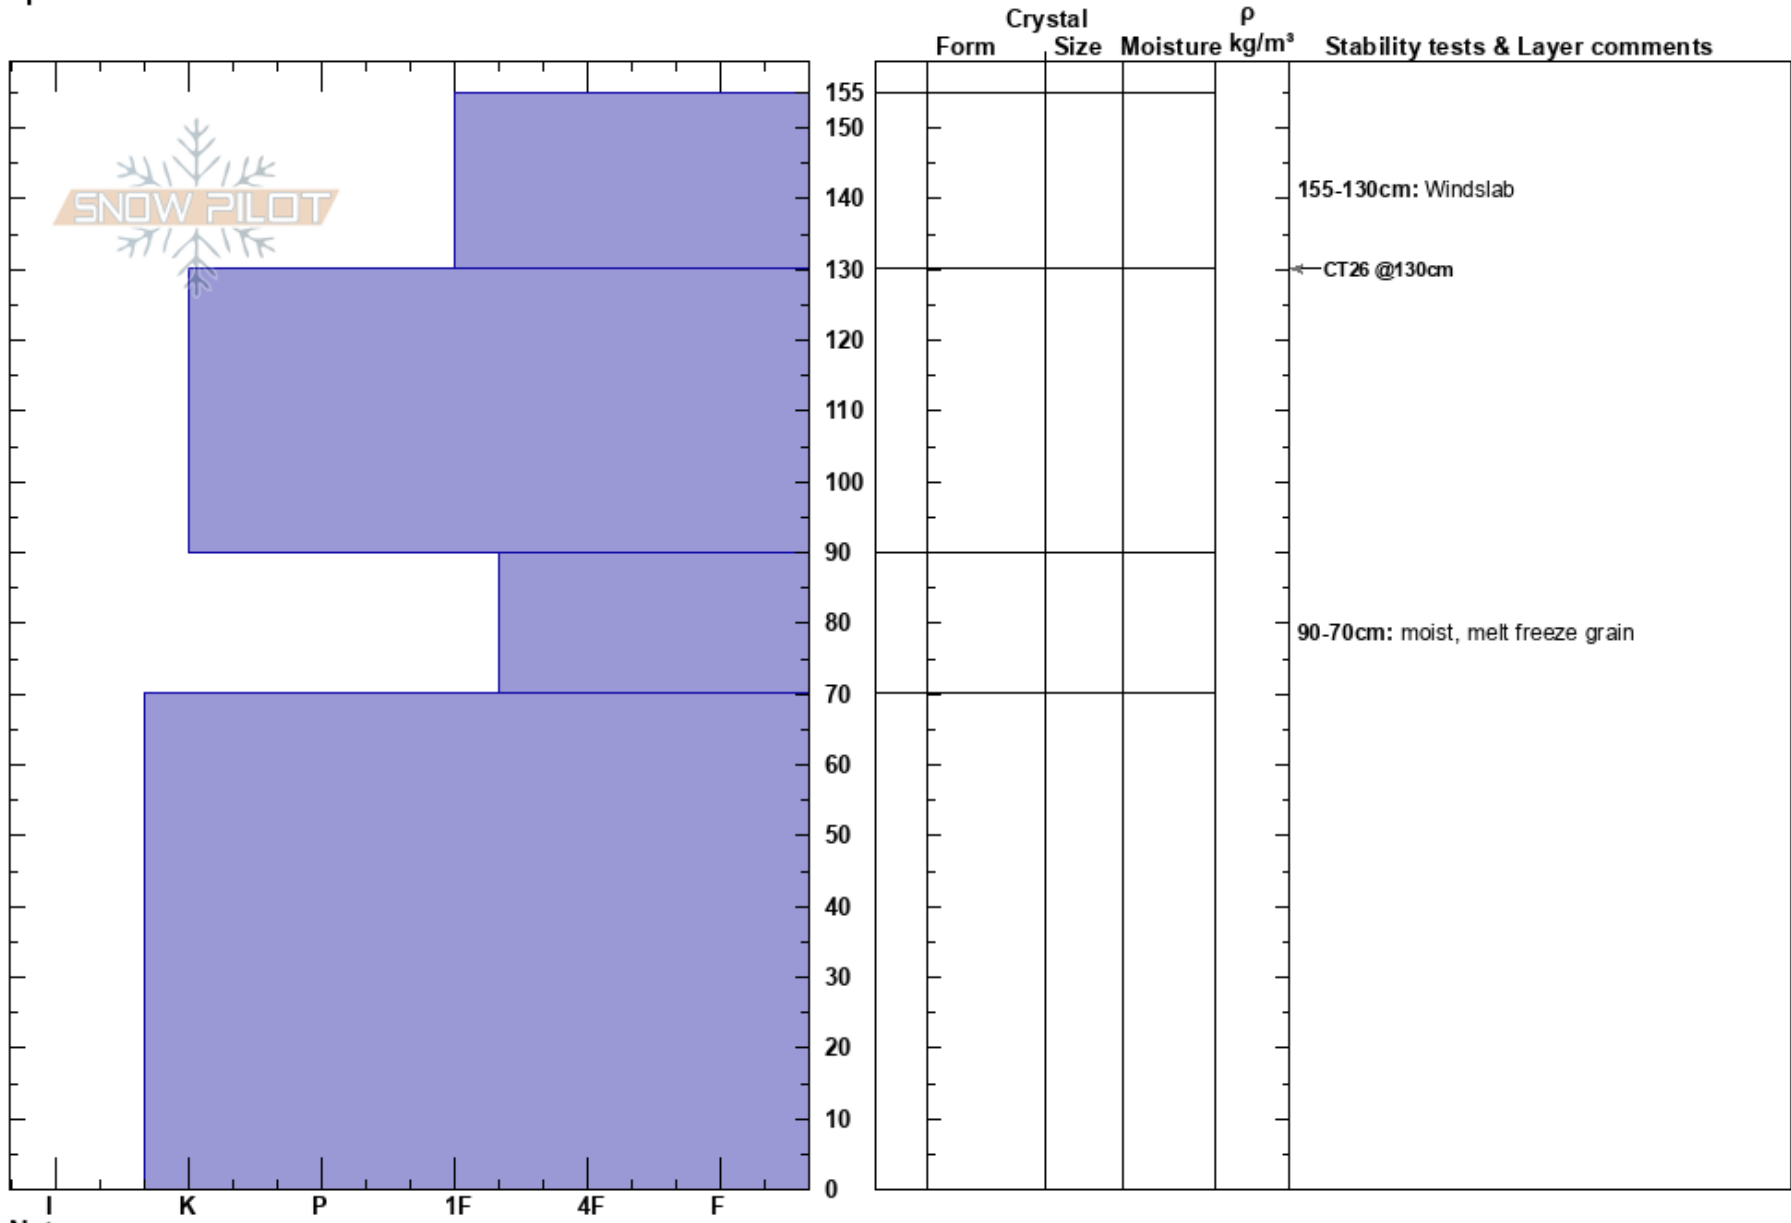 Crystal
ρ
Form Size Moisture kg/m³ Stability tests & Layer comments
155
150
SNOW PILOT
155-130cm: Windslab
140
130
CT26 @130cm
120
110
100
90
80
90-70cm: moist, melt freeze grain
70
60
50
40
30
20
10
0
I K P 1F 4F F